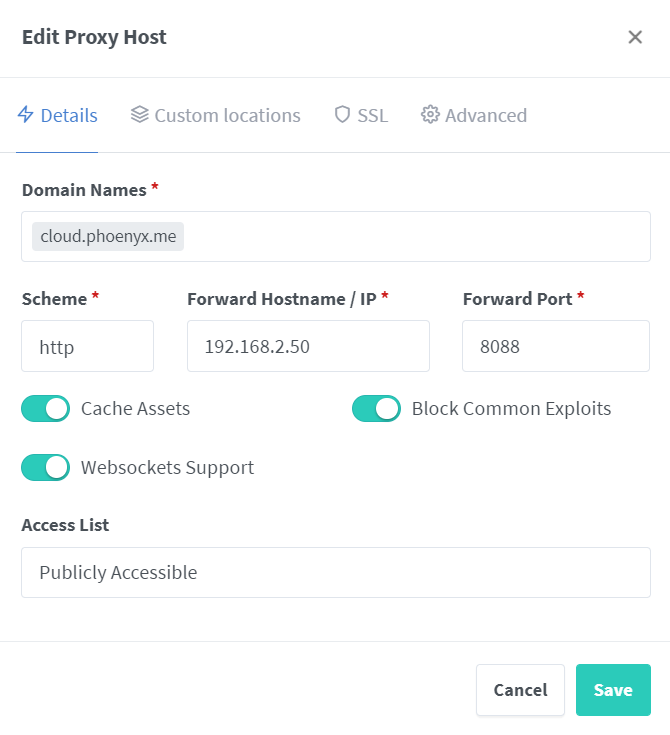 Edit Proxy Host
Details Custom locations SSL Advanced
Domain Names *
cloud.phoenyx.me
Scheme * Forward Hostname / IP * Forward Port *
http 192.168.2.50 8088
Cache Assets Block Common Exploits
Websockets Support
Access List
Publicly Accessible
Cancel Save